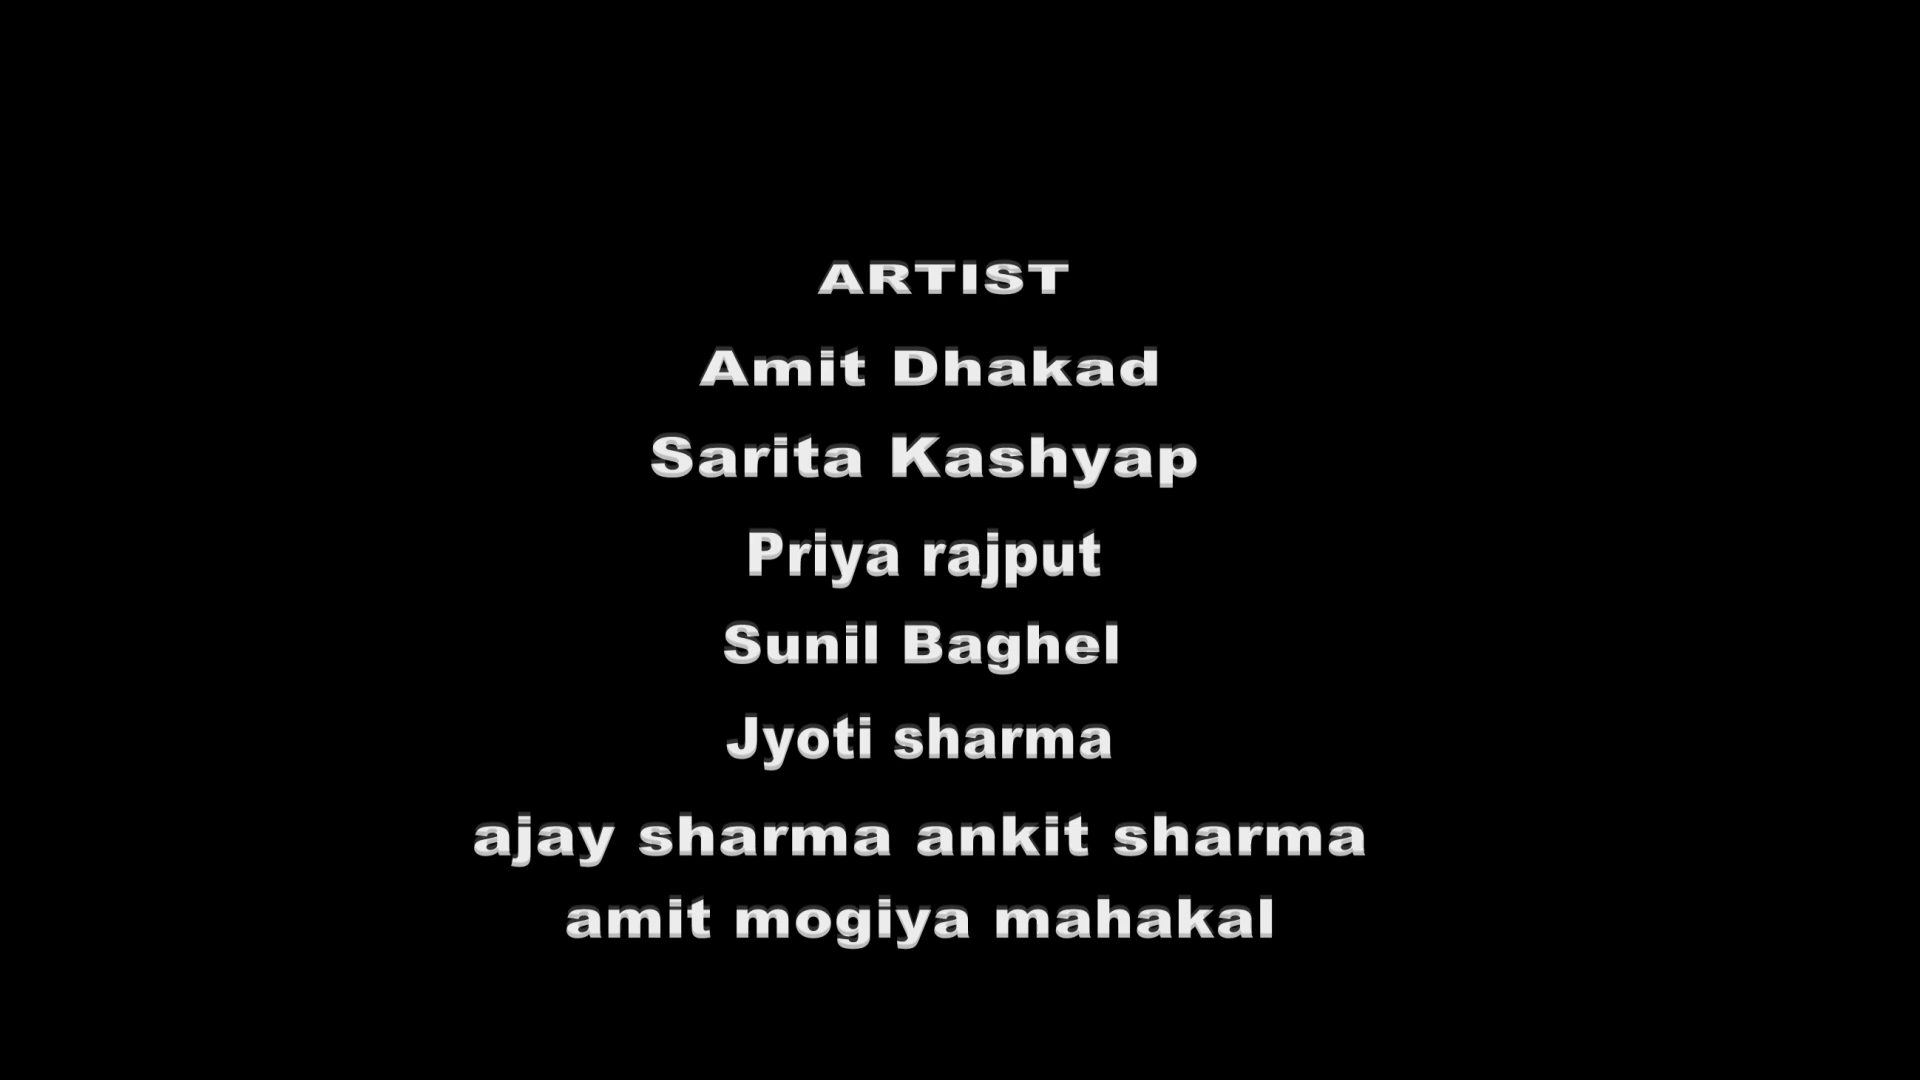 ARTIST
Amit Dhakad
Sarita Kashyap
Priya rajput
Sunil Baghel
Jyoti sharma
ajay sharma ankit sharma
amit mogiya mahakal